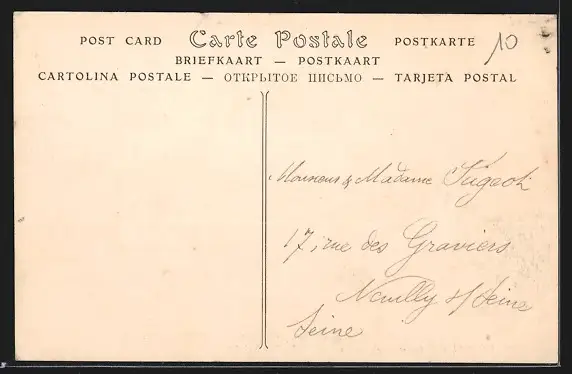 POST CARD Carte Postale POSTKARTE 10
BRIEFKAART — POSTKAART
CARTOLINA POSTALE — ОТКРЫТОЕ ПИСЬМО — TARJETA POSTAL
Monsieur & Madame
17, rue des Graviers
Neuilly s/ Seine
Seine